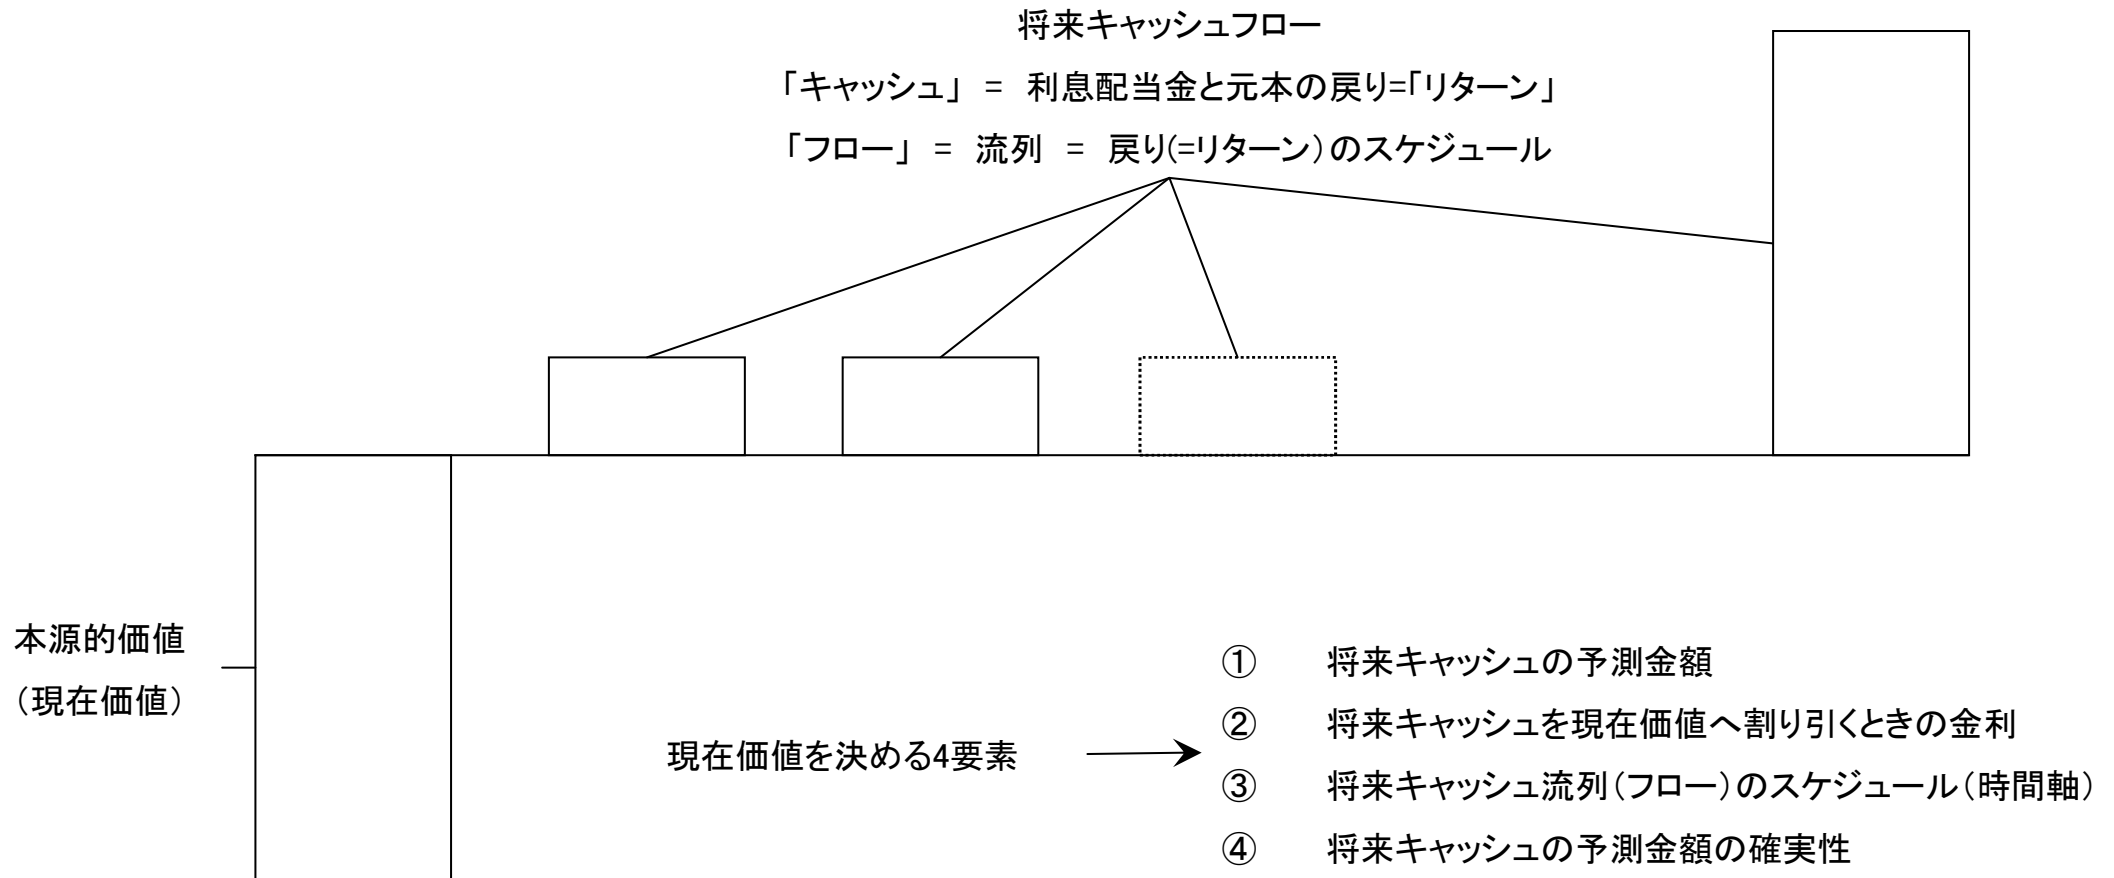 将来キャッシュフロー
「キャッシュ」 = 利息配当金と元本の戻り=「リターン」
「フロー」 = 流列 = 戻り(=リターン)のスケジュール
本源的価値
(現在価値)
現在価値を決める4要素
① 将来キャッシュの予測金額
② 将来キャッシュを現在価値へ割り引くときの金利
③ 将来キャッシュ流列(フロー)のスケジュール(時間軸)
④ 将来キャッシュの予測金額の確実性